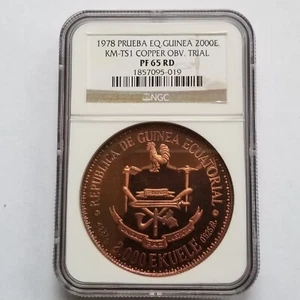 1978 PRUEBA EQ.GUINEA 2000E
KM-TS1 COPPER OBV. TRIAL
PF 65 RD
1857095-019
NGC
REPUBLICA DE GUINEA ECUATORIAL
2.000 EKUELE